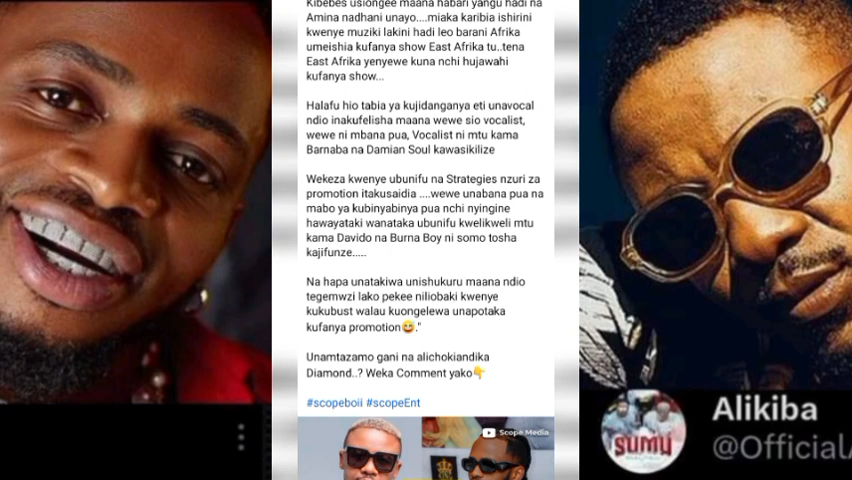 Kibebes usiongee maana habari yangu hadi na
Amina nadhani unayo....miaka karibia ishirini
kwenye muziki lakini hadi leo barani Afrika
umeishia kufanya show East Afrika tu..tena
East Afrika yenyewe kuna nchi hujawahi
kufanya show...
Halafu hio tabia ya kujidanganya eti unavocal
ndio inakufelisha maana wewe sio vocalist,
wewe ni mbana pua, Vocalist ni mtu kama
Barnaba na Damian Soul kawasikilize
Wekeza kwenye ubunifu na Strategies nzuri za
promotion itakusaidia ....wewe unabana pua na
mabo ya kubinyabinya pua nchi nyingine
hawayataki wanataka ubunifu kwelikweli mtu
kama Davido na Burna Boy ni somo tosha
kajifunze.....
Na hapa unatakiwa unishukuru maana ndio
tegemwzi lako pekee niliobaki kwenye
kukubust walau kuongelewa unapotaka
kufanya promotion😅."
Unamtazamo gani na alichokiandika
Diamond..? Weka Comment yako👇
#scopeboii #scopeEnt
Scope Media
SUMU
Alikiba
@OfficialA